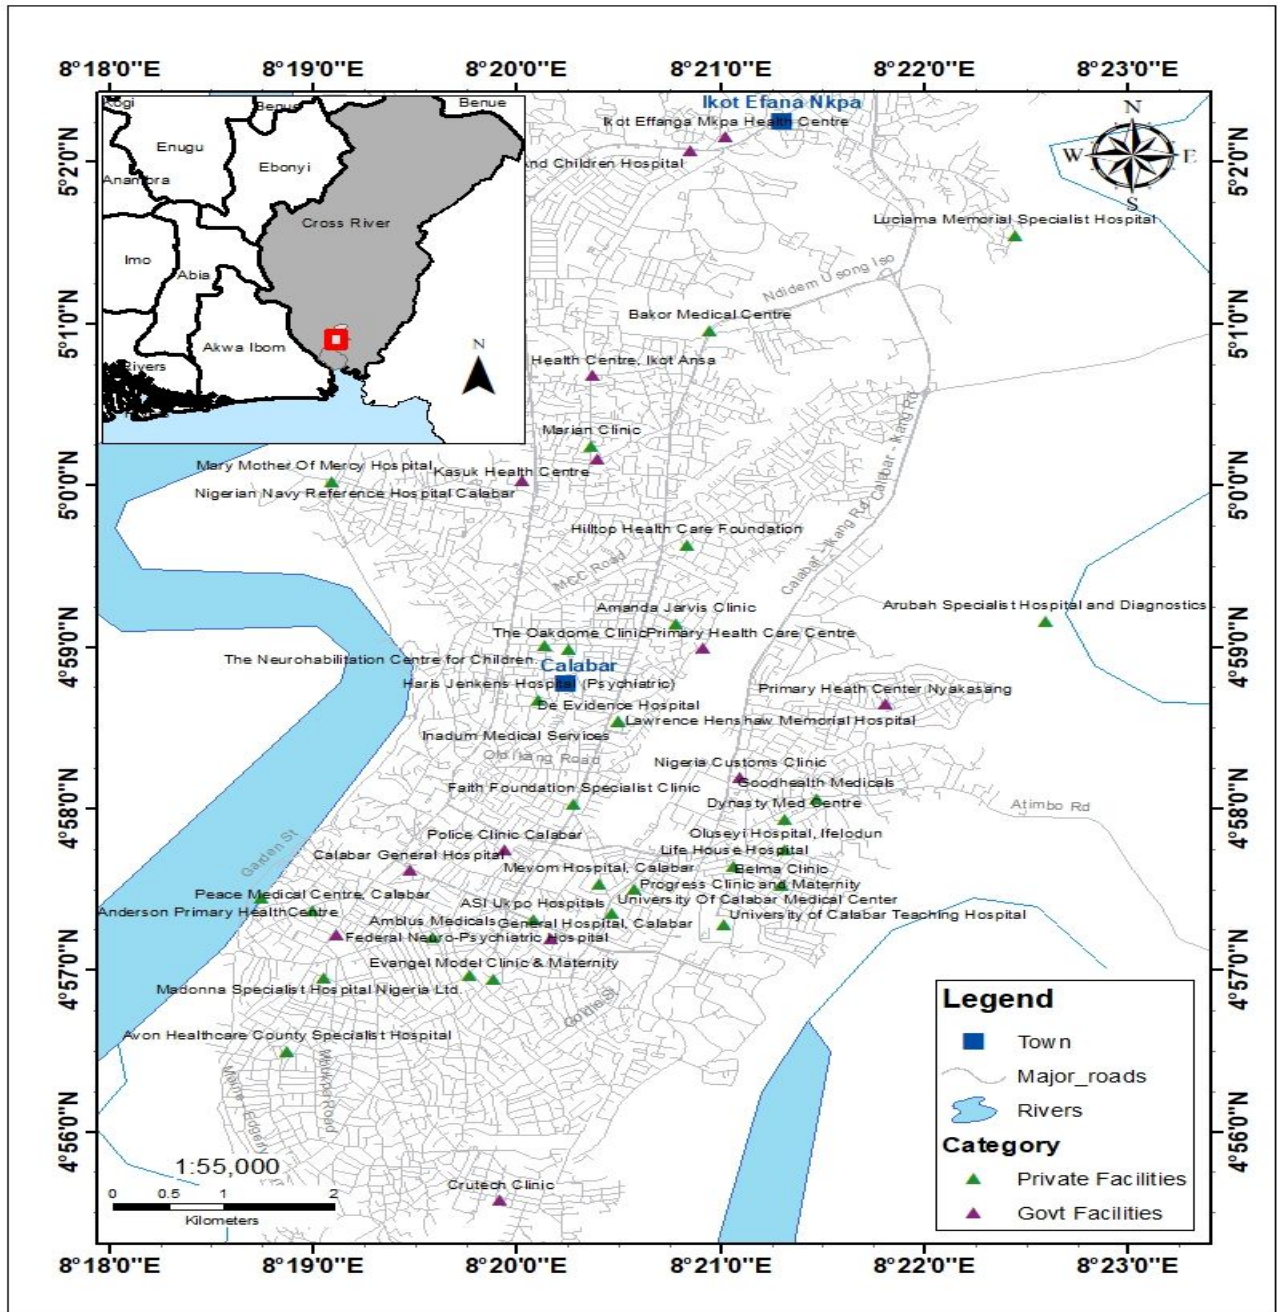 8°18'0"E 8°19'0"E 8°20'0"E 8°21'0"E 8°22'0"E 8°23'0"E
Kogi
Benue
Benue
Enugu
Ebonyi
Anambra
Cross River
Imo
Abia
Akwa Ibom
Rivers
N
N
W E
S
5°2'0"N
5°2'0"N
Ikot Efana Nkpa
Ikot Effanga Mkpa Health Centre
And Children Hospital
Luciama Memorial Specialist Hospital
Ndidem Usong Iso
5°1'0"N
5°1'0"N
Bakor Medical Centre
Health Centre, Ikot Ansa
Marian Clinic
Calabar - Ikang Rd
Mary Mother Of Mercy Hospital
Kasuk Health Centre
5°0'0"N
5°0'0"N
Nigerian Navy Reference Hospital Calabar
Hilltop Health Care Foundation
Calabar - Ikang Rd
MCC Road
Amanda Jarvis Clinic
Arubah Specialist Hospital and Diagnostics
The Oakdome Clinic
Primary Health Care Centre
4°59'0"N
4°59'0"N
The Neurohabilitation Centre for Children
Calabar
Haris Jenkens Hospital (Psychiatric)
Primary Heath Center Nyakasang
De Evidence Hospital
Lawrence Henshaw Memorial Hospital
Inadum Medical Services
Old Ikang Road
Nigeria Customs Clinic
Goodhealth Medicals
Faith Foundation Specialist Clinic
Dynasty Med Centre
Atimbo Rd
4°58'0"N
4°58'0"N
Police Clinic Calabar
Oluseyi Hospital, Ifelodun
Garden St
Calabar General Hospital
Life House Hospital
Mevom Hospital, Calabar
Belma Clinic
Progress Clinic and Maternity
Peace Medical Centre, Calabar
ASI Ukpo Hospitals
University Of Calabar Medical Center
Anderson Primary HealthCentre
Amblus Medicals
General Hospital, Calabar
University of Calabar Teaching Hospital
Federal Neuro-Psychiatric Hospital
4°57'0"N
4°57'0"N
Evangel Model Clinic & Maternity
Madonna Specialist Hospital Nigeria Ltd.
Goldie St
Avon Healthcare County Specialist Hospital
Road
4°56'0"N
4°56'0"N
Crutech Clinic
1:55,000
0 0.5 1 2
Kilometers
Legend
Town
Major_roads
Rivers
Category
Private Facilities
Govt Facilities
8°18'0"E 8°19'0"E 8°20'0"E 8°21'0"E 8°22'0"E 8°23'0"E